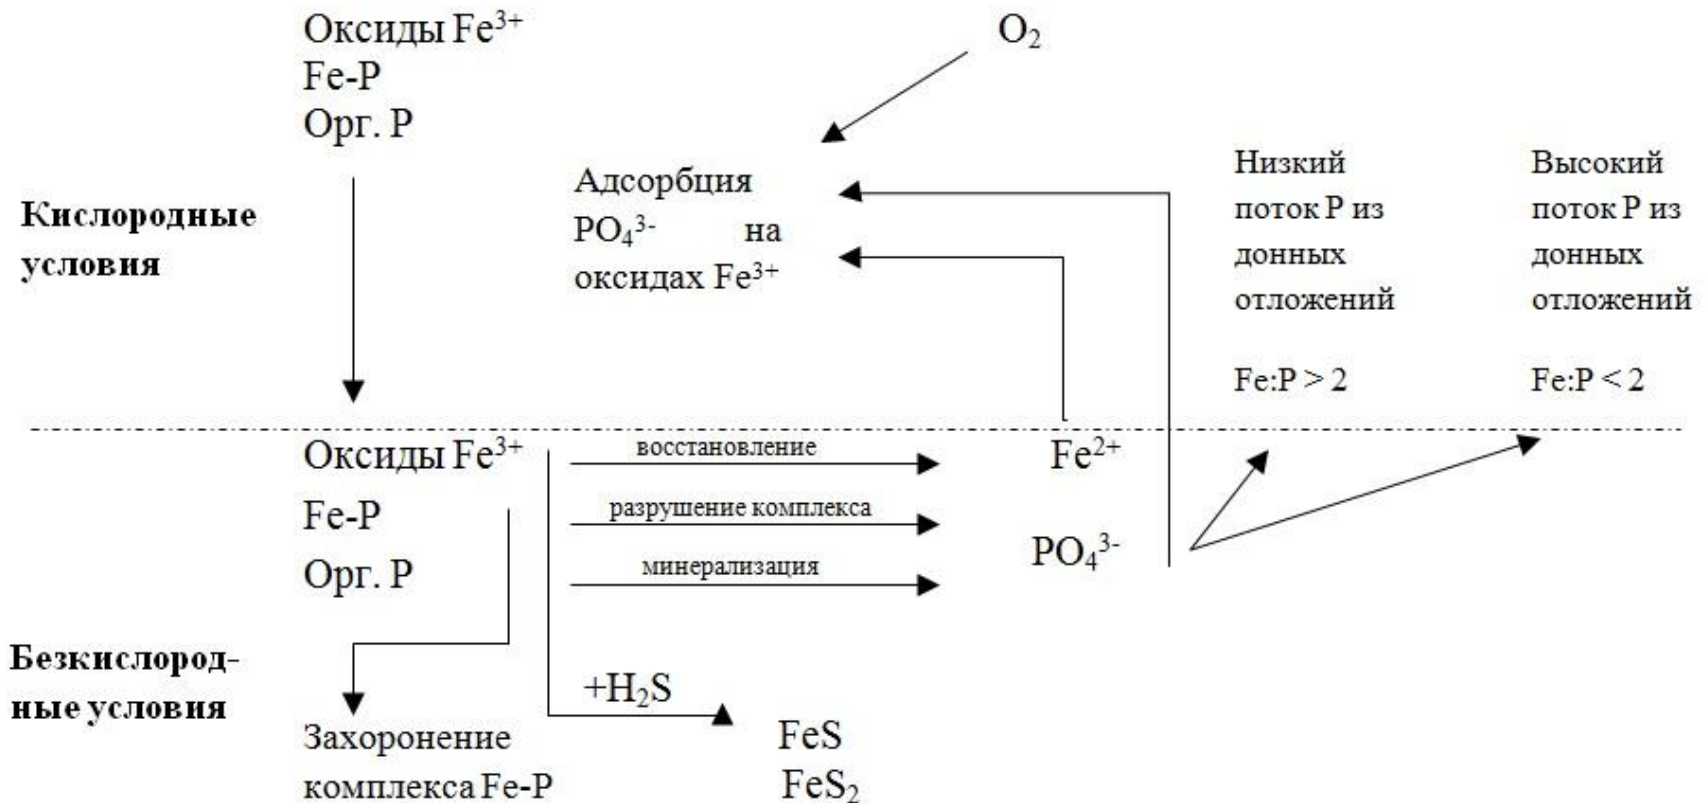 Оксиды Fe³⁺
Fe-P
Орг. P
O₂
Кислородные
условия
Адсорбция
PO₄³⁻ на
оксидах Fe³⁺
Низкий
поток P из
донных
отложений
Fe:P > 2
Высокий
поток P из
донных
отложений
Fe:P < 2
Оксиды Fe³⁺
Fe-P
Орг. P
восстановление
разрушение комплекса
минерализация
Fe²⁺
PO₄³⁻
Безкислород-
ные условия
+H₂S
Захоронение
комплекса Fe-P
FeS
FeS₂